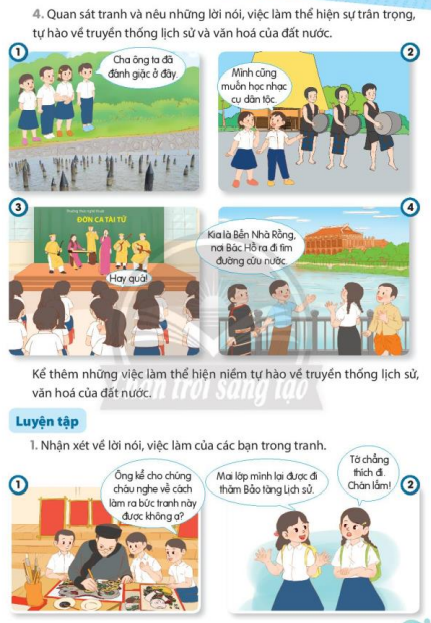 4. Quan sát tranh và nêu những lời nói, việc làm thể hiện sự trân trọng,
tự hào về truyền thống lịch sử và văn hoá của đất nước.
1
Cha ông ta đã
đánh giặc ở đây.
2
Mình cũng
muốn học nhạc
cụ dân tộc.
3
ĐỜN CA TÀI TỬ
Hay quá!
4
Kia là Bến Nhà Rồng,
nơi Bác Hồ ra đi tìm
đường cứu nước.
Kể thêm những việc làm thể hiện niềm tự hào về truyền thống lịch sử,
văn hoá của đất nước.
Chân trời sáng tạo
Luyện tập
1. Nhận xét về lời nói, việc làm của các bạn trong tranh.
1
Ông kể cho chúng
cháu nghe về cách
làm ra bức tranh này
được không ạ?
Mai lớp mình lại được đi
thăm Bảo tàng Lịch sử.
Tớ chẳng
thích đi.
Chán lắm!
2